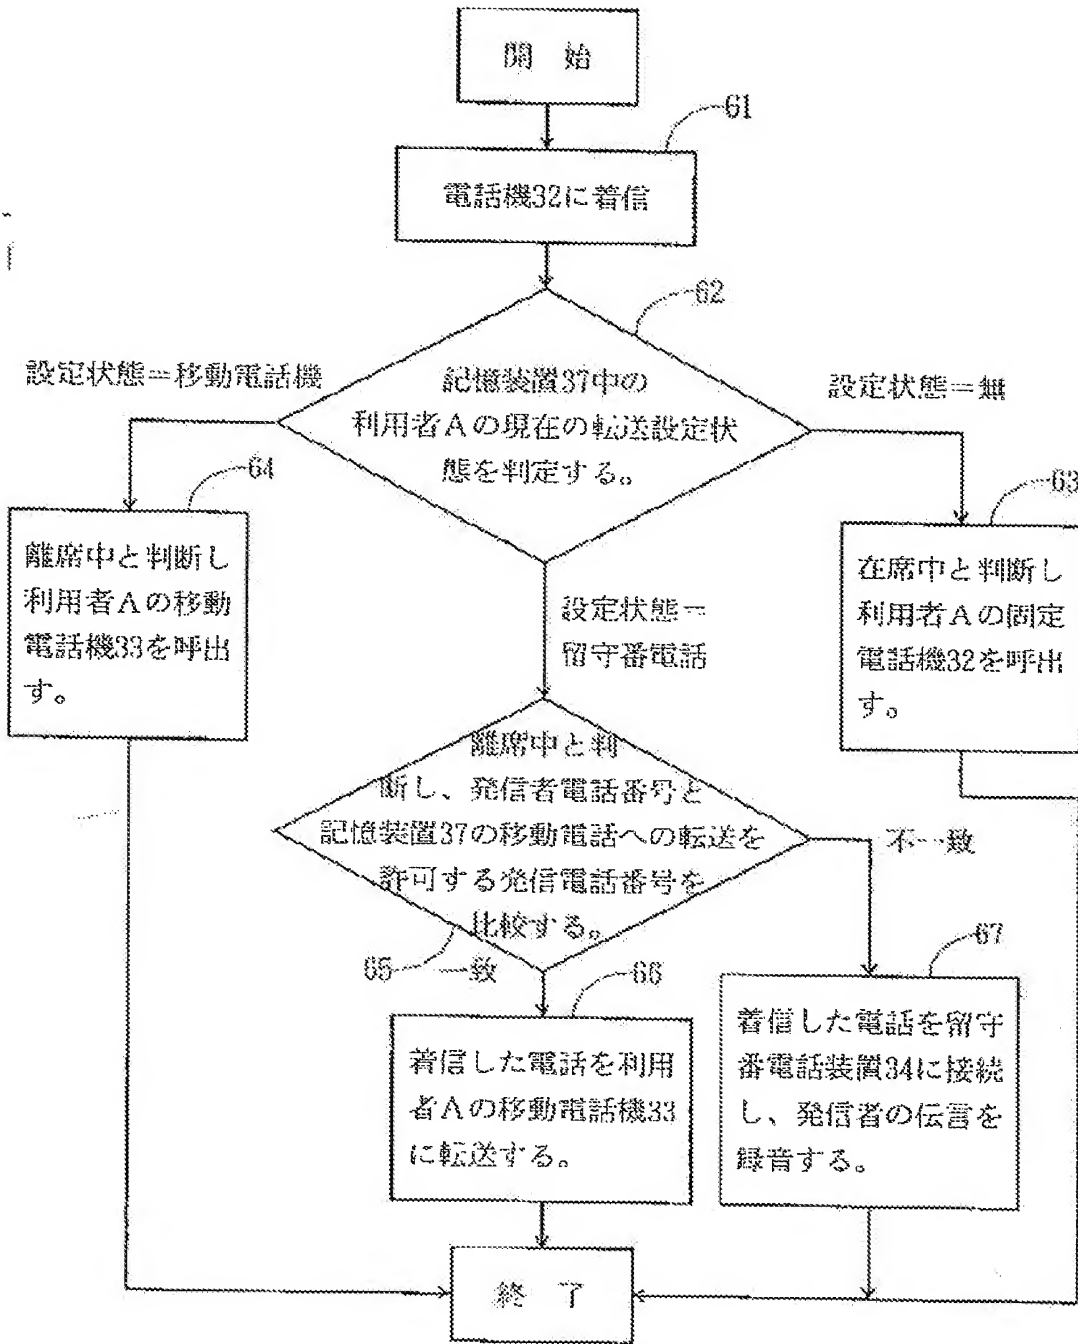 開 始
61
電話機32に着信
62
設定状態=移動電話機
記憶装置37中の
利用者Aの現在の転送設定状
態を判定する。
設定状態=無
64
離席中と判断し
利用者Aの移動
電話機33を呼出
す。
63
在席中と判断し
利用者Aの固定
電話機32を呼出
す。
設定状態=
留守番電話
離席中と判
断し、発信者電話番号と
記憶装置37の移動電話への転送を
許可する発信電話番号を
比較する。
不一致
65
一致
66
着信した電話を利用
者Aの移動電話機33
に転送する。
67
着信した電話を留守
番電話装置34に接続
し、発信者の伝言を
録音する。
終 了